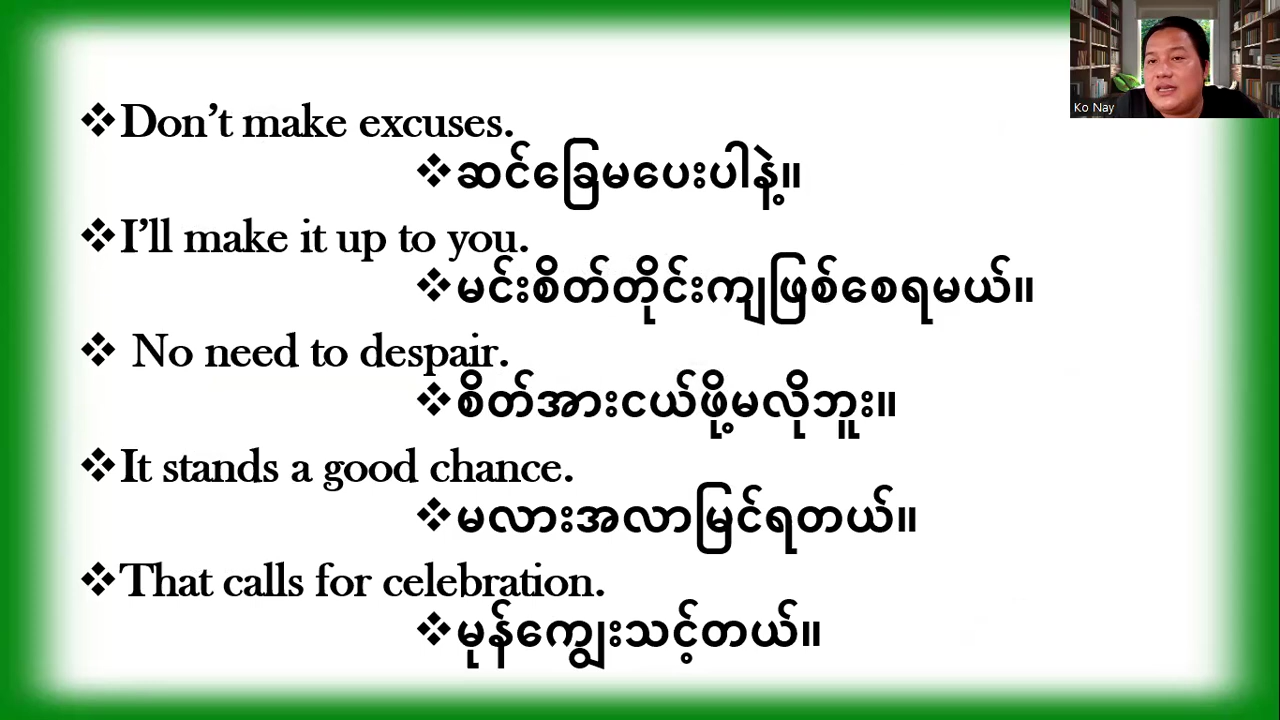 ❖Don't make excuses.
❖ဆင်ခြေမပေးပါနဲ့။
❖I'll make it up to you.
❖မင်းစိတ်တိုင်းကျဖြစ်စေရမယ်။
❖ No need to despair.
❖စိတ်အားငယ်ဖို့မလိုဘူး။
❖It stands a good chance.
❖မလားအလာမြင်ရတယ်။
❖That calls for celebration.
❖မုန်ကျွေးသင့်တယ်။
Ko Nay